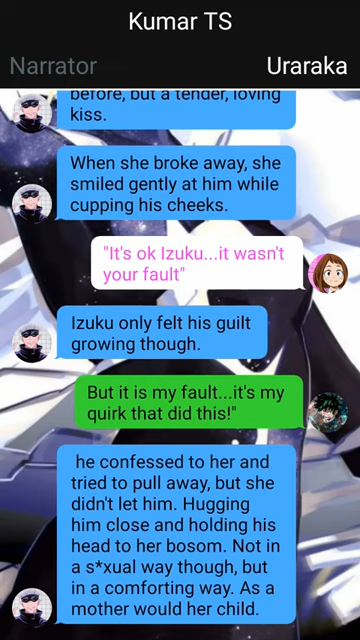 Kumar TS
Narrator
Uraraka
before, but a tender, loving
kiss.
When she broke away, she
smiled gently at him while
cupping his cheeks.
"It's ok Izuku...it wasn't
your fault"
Izuku only felt his guilt
growing though.
But it is my fault...it's my
quirk that did this!"
he confessed to her and
tried to pull away, but she
didn't let him. Hugging
him close and holding his
head to her bosom. Not in
a s*xual way though, but
in a comforting way. As a
mother would her child.